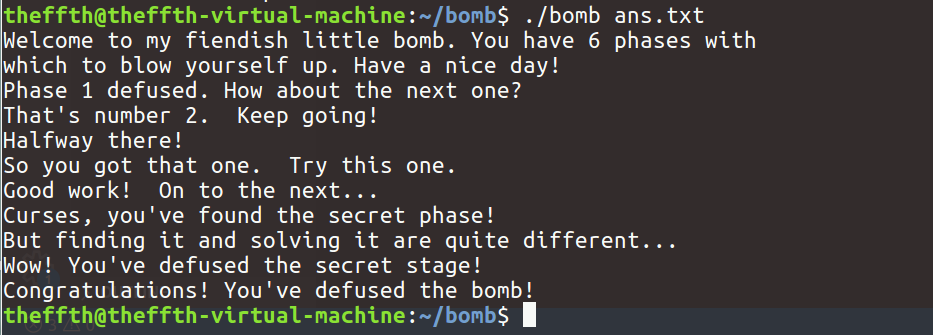 theffth@theffth-virtual-machine:~/bomb$ ./bomb ans.txt
Welcome to my fiendish little bomb. You have 6 phases with
which to blow yourself up. Have a nice day!
Phase 1 defused. How about the next one?
That's number 2.  Keep going!
Halfway there!
So you got that one.  Try this one.
Good work!  On to the next...
Curses, you've found the secret phase!
But finding it and solving it are quite different...
Wow! You've defused the secret stage!
Congratulations! You've defused the bomb!
theffth@theffth-virtual-machine:~/bomb$